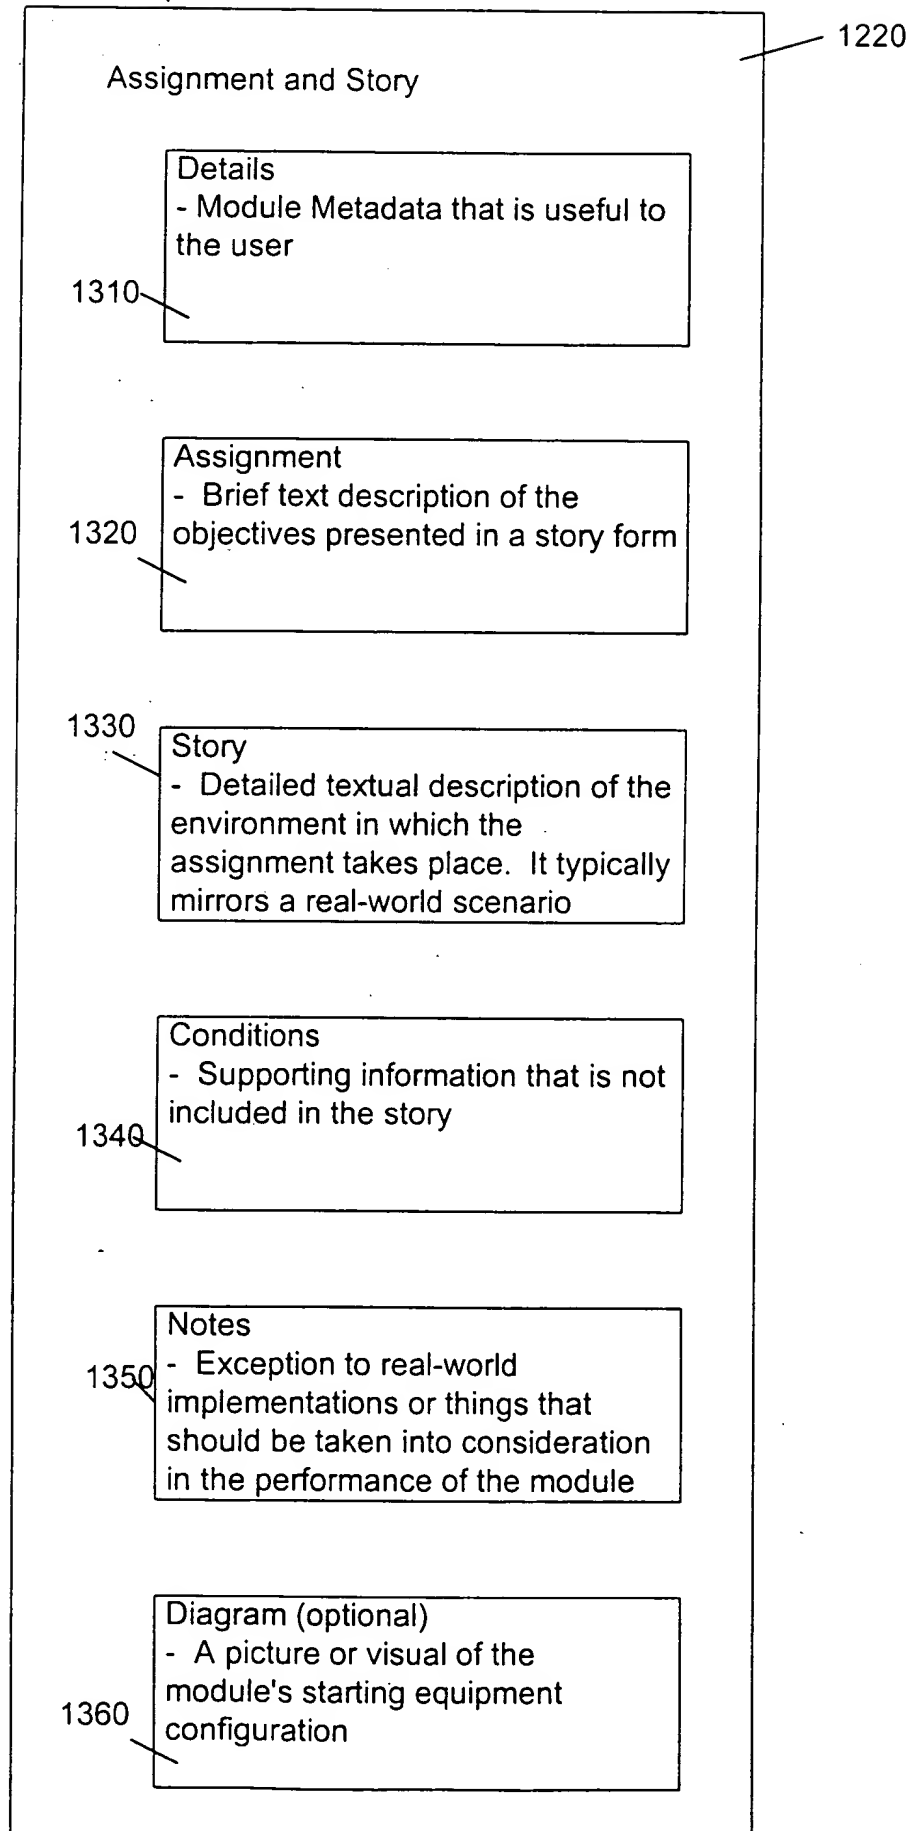 1220
Assignment and Story
Details
- Module Metadata that is useful to
the user
1310
Assignment
- Brief text description of the
objectives presented in a story form
1320
1330
Story
- Detailed textual description of the
environment in which the
assignment takes place. It typically
mirrors a real-world scenario
Conditions
- Supporting information that is not
included in the story
1340
Notes
- Exception to real-world
implementations or things that
should be taken into consideration
in the performance of the module
1350
Diagram (optional)
- A picture or visual of the
module's starting equipment
configuration
1360